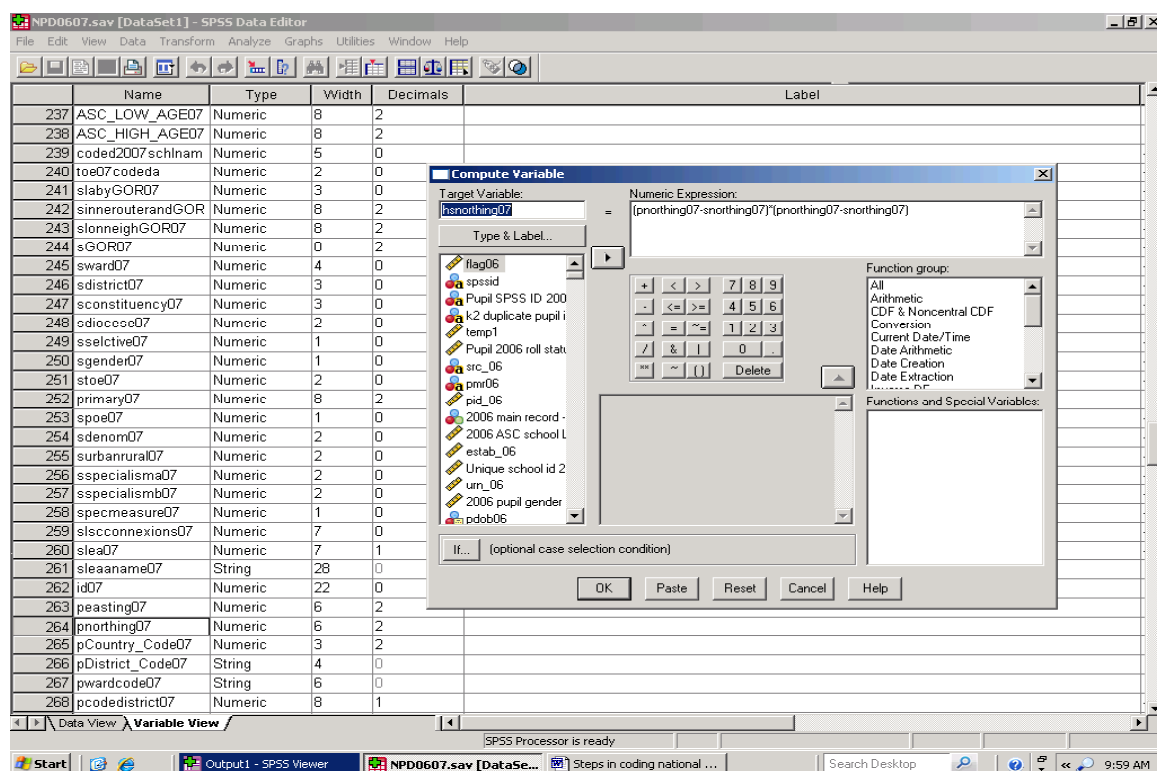 NPD0607.sav [DataSet1] - SPSS Data Editor
File Edit View Data Transform Analyze Graphs Utilities Window Help
Name Type Width Decimals Label
237 ASC_LOW_AGE07 Numeric 8 2
238 ASC_HIGH_AGE07 Numeric 8 2
239 coded2007schlnam Numeric 5 0
240 toe07codeda Numeric 2 0
241 slabyGOR07 Numeric 3 0
242 sinnerouterandGOR Numeric 8 2
243 slonneighGOR07 Numeric 8 2
244 sGOR07 Numeric 0 2
245 sward07 Numeric 4 0
246 sdistrict07 Numeric 3 0
247 sconstituency07 Numeric 3 0
248 sdiocese07 Numeric 2 0
249 sselctive07 Numeric 1 0
250 sgender07 Numeric 1 0
251 stoe07 Numeric 2 0
252 primary07 Numeric 8 2
253 spoe07 Numeric 1 0
254 sdenom07 Numeric 2 0
255 surbanrural07 Numeric 2 0
256 sspecialisma07 Numeric 2 0
257 sspecialismb07 Numeric 2 0
258 specmeasure07 Numeric 1 0
259 slscconnexions07 Numeric 7 0
260 slea07 Numeric 7 1
261 sleaaname07 String 28 0
262 id07 Numeric 22 0
263 peasting07 Numeric 6 2
264 pnorthing07 Numeric 6 2
265 pCountry_Code07 Numeric 3 2
266 pDistrict_Code07 String 4 0
267 pwardcode07 String 6 0
268 pcodedistrict07 Numeric 8 1
Compute Variable
Target Variable: Numeric Expression:
hsnorthing07 = (pnorthing07-snorthing07)*(pnorthing07-snorthing07)
Type & Label...
flag06
spssid
Pupil SPSS ID 200
k2 duplicate pupil i
temp1
Pupil 2006 roll statu
src_06
pmr06
pid_06
2006 main record -
2006 ASC school L
estab_06
Unique school id 2
urn_06
2006 pupil gender
pdob06
+ < > 7 8 9
- <= >= 4 5 6
* = ~= 1 2 3
/ & | 0 .
** ~ () Delete
Function group:
All
Arithmetic
CDF & Noncentral CDF
Conversion
Current Date/Time
Date Arithmetic
Date Creation
Date Extraction
Functions and Special Variables:
If... (optional case selection condition)
OK Paste Reset Cancel Help
Data View Variable View
SPSS Processor is ready
Start Output1 - SPSS Viewer NPD0607.sav [DataSe... Steps in coding national ... Search Desktop 9:59 AM